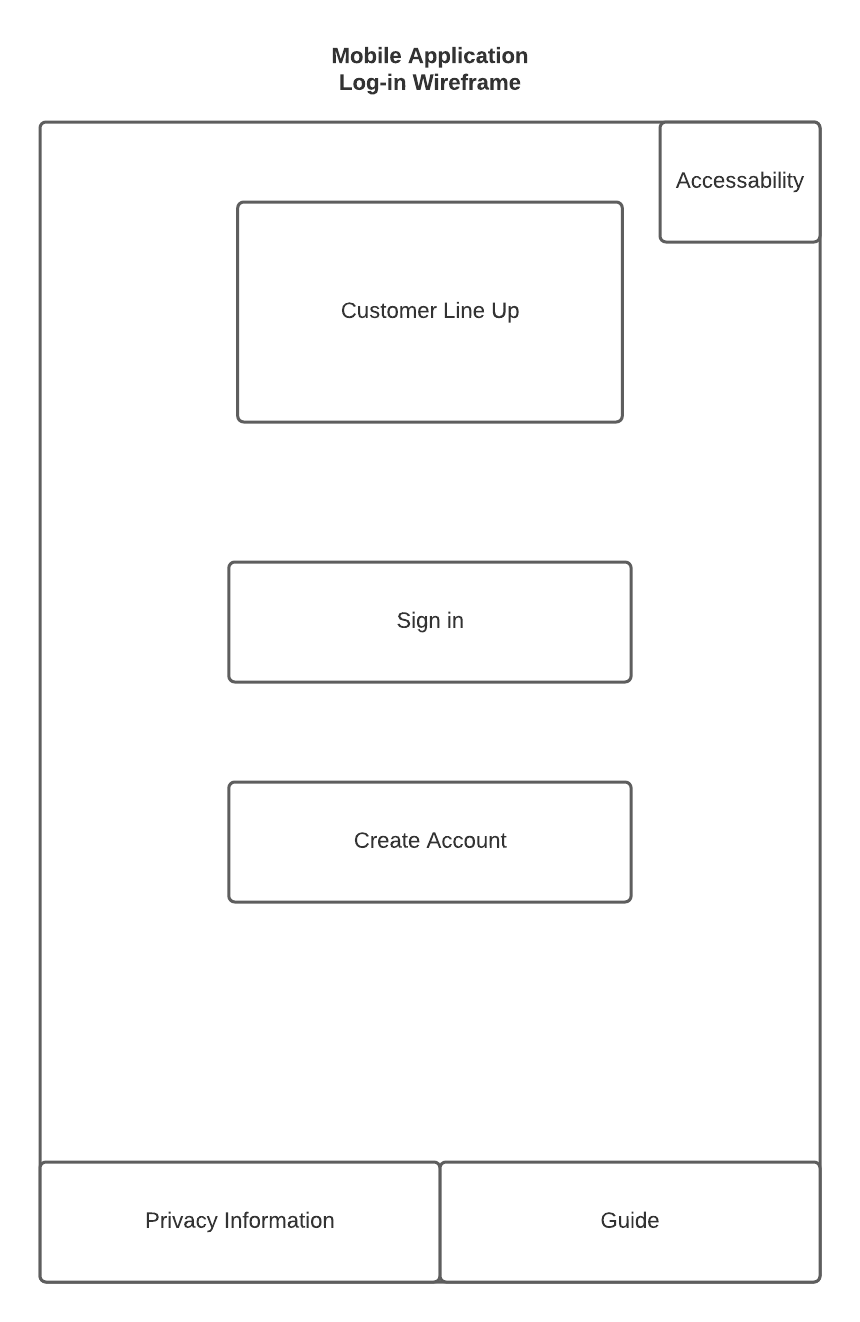 Mobile Application
Log-in Wireframe
Accessability
Customer Line Up
Sign in
Create Account
Privacy Information
Guide